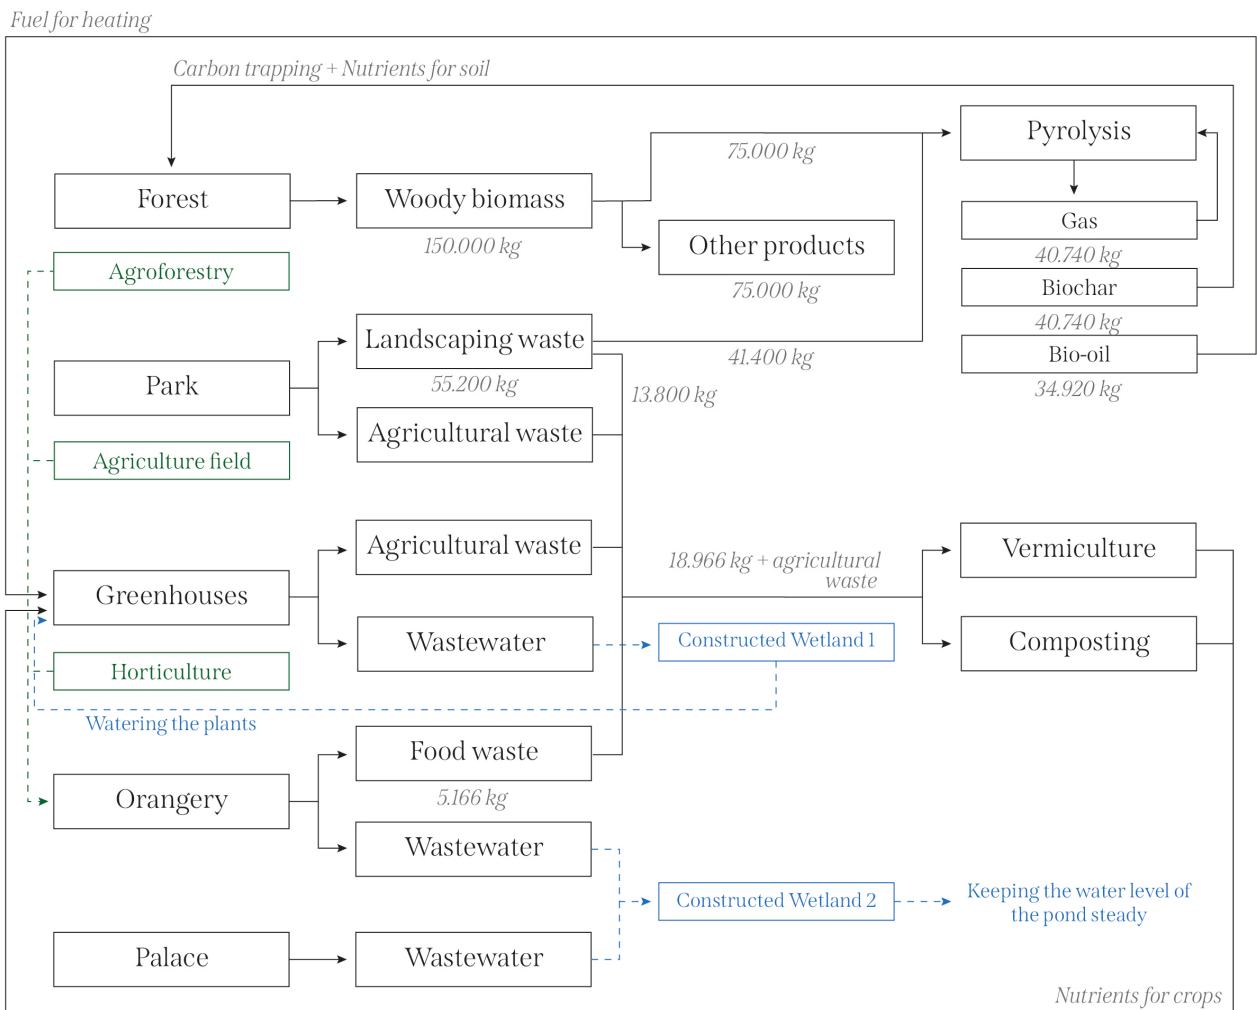 Fuel for heating
Carbon trapping + Nutrients for soil
Pyrolysis
75.000 kg
Forest
Woody biomass
Gas
150.000 kg
Other products
40.740 kg
Agroforestry
Biochar
75.000 kg
40.740 kg
Landscaping waste
Bio-oil
41.400 kg
55.200 kg
13.800 kg
34.920 kg
Park
Agricultural waste
Agriculture field
Agricultural waste
18.966 kg + agricultural
waste
Vermiculture
Greenhouses
Wastewater
Constructed Wetland 1
Composting
Horticulture
Watering the plants
Food waste
5.166 kg
Orangery
Wastewater
Constructed Wetland 2
Keeping the water level of
the pond steady
Palace
Wastewater
Nutrients for crops